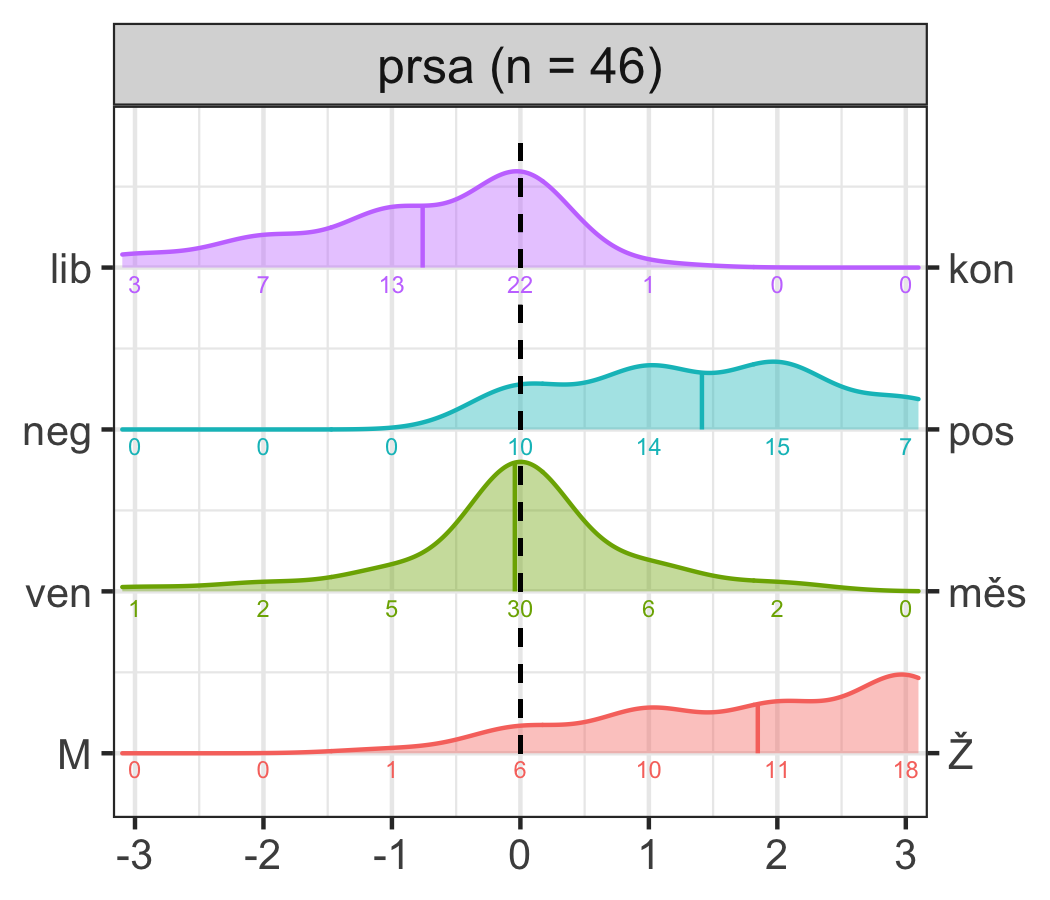 prsa (n = 46)
lib kon
3 7 13 22 1 0 0
neg pos
0 0 0 10 14 15 7
ven měs
1 2 5 30 6 2 0
M Ž
0 0 1 6 10 11 18
-3 -2 -1 0 1 2 3